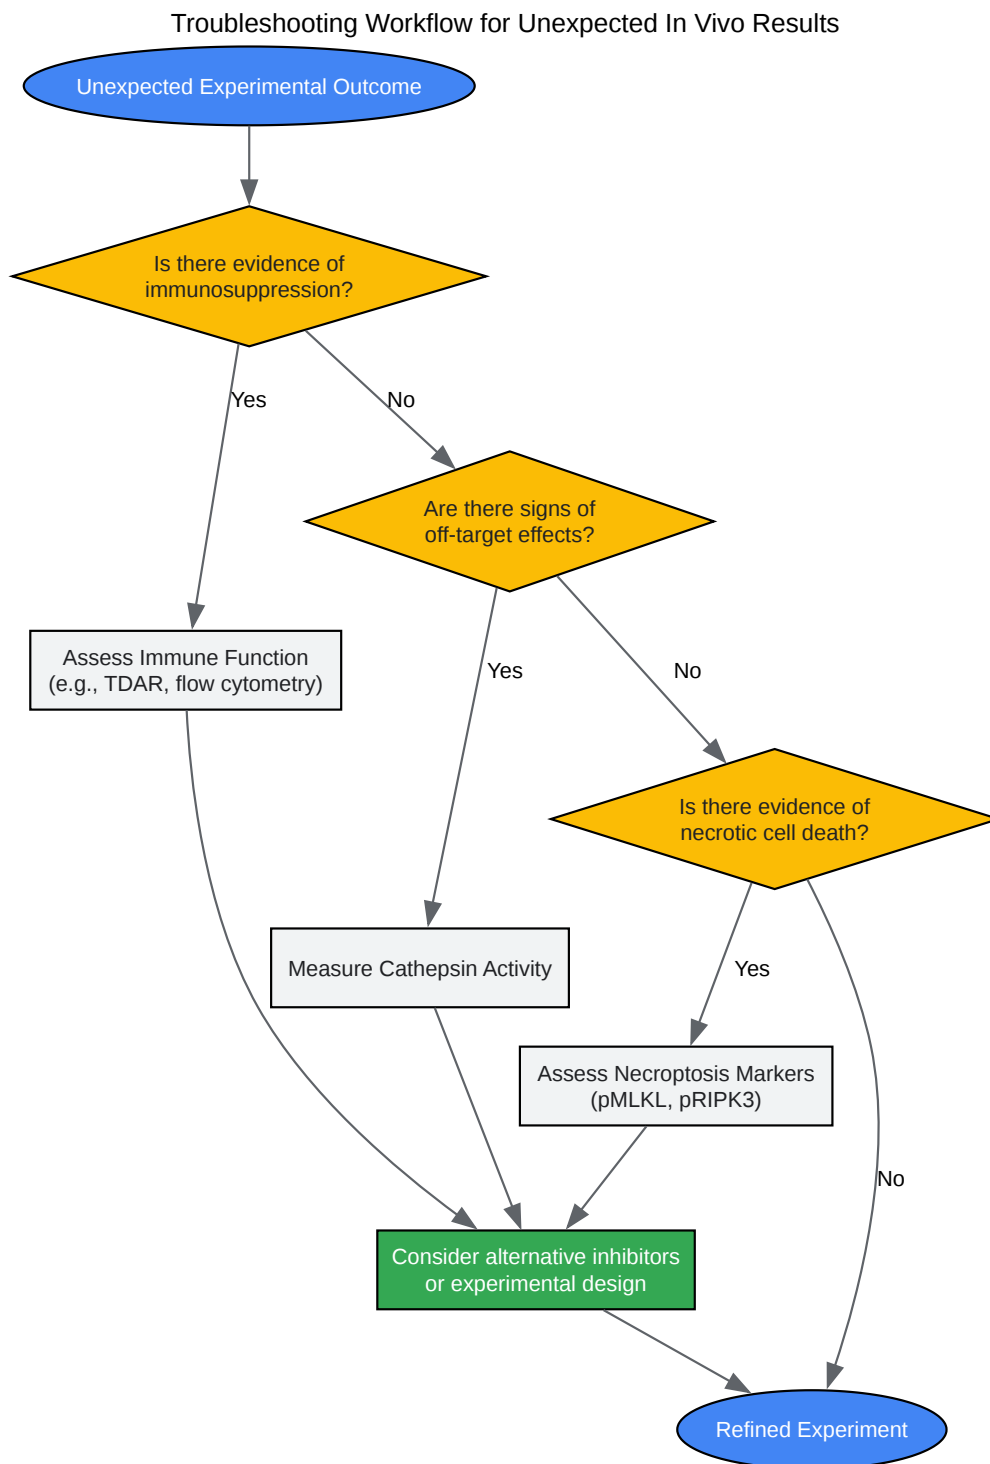 Troubleshooting Workflow for Unexpected In Vivo Results
Unexpected Experimental Outcome
Is there evidence of
immunosuppression?
Yes
No
Are there signs of
off-target effects?
Assess Immune Function
(e.g., TDAR, flow cytometry)
Yes
No
Is there evidence of
necrotic cell death?
Measure Cathepsin Activity
Yes
Assess Necroptosis Markers
(pMLKL, pRIPK3)
No
Consider alternative inhibitors
or experimental design
Refined Experiment